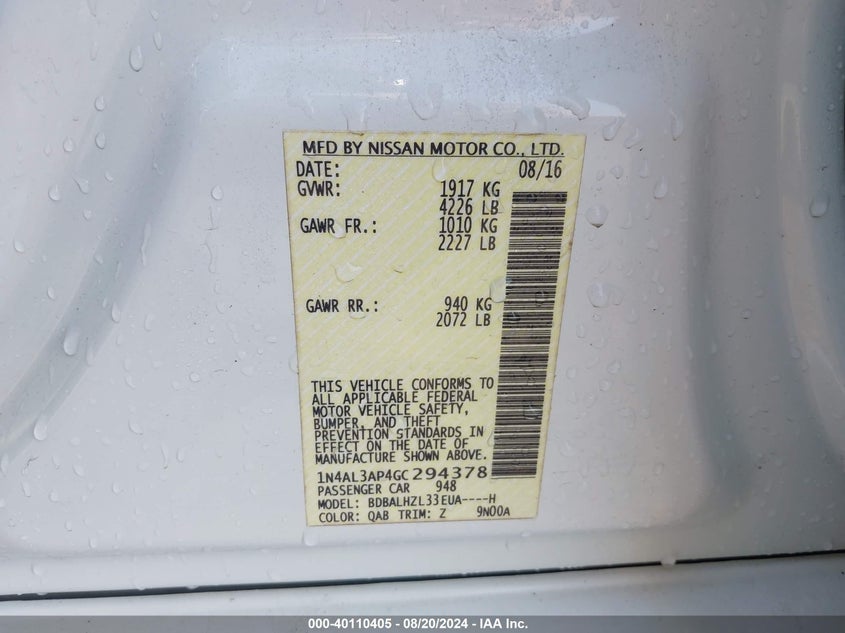 MFD BY NISSAN MOTOR CO., LTD.
DATE: 08/16
GVWR: 1917 KG
4226 LB
GAWR FR.: 1010 KG
2227 LB
GAWR RR.: 940 KG
2072 LB
THIS VEHICLE CONFORMS TO
ALL APPLICABLE FEDERAL
MOTOR VEHICLE SAFETY,
BUMPER, AND THEFT
PREVENTION STANDARDS IN
EFFECT ON THE DATE OF
MANUFACTURE SHOWN ABOVE.
1N4AL3AP4GC294378
PASSENGER CAR 948
MODEL: BDBALHZL33EUA----H
COLOR: QAB TRIM: Z 9N00A
000-40110405 - 08/20/2024 - IAA Inc.